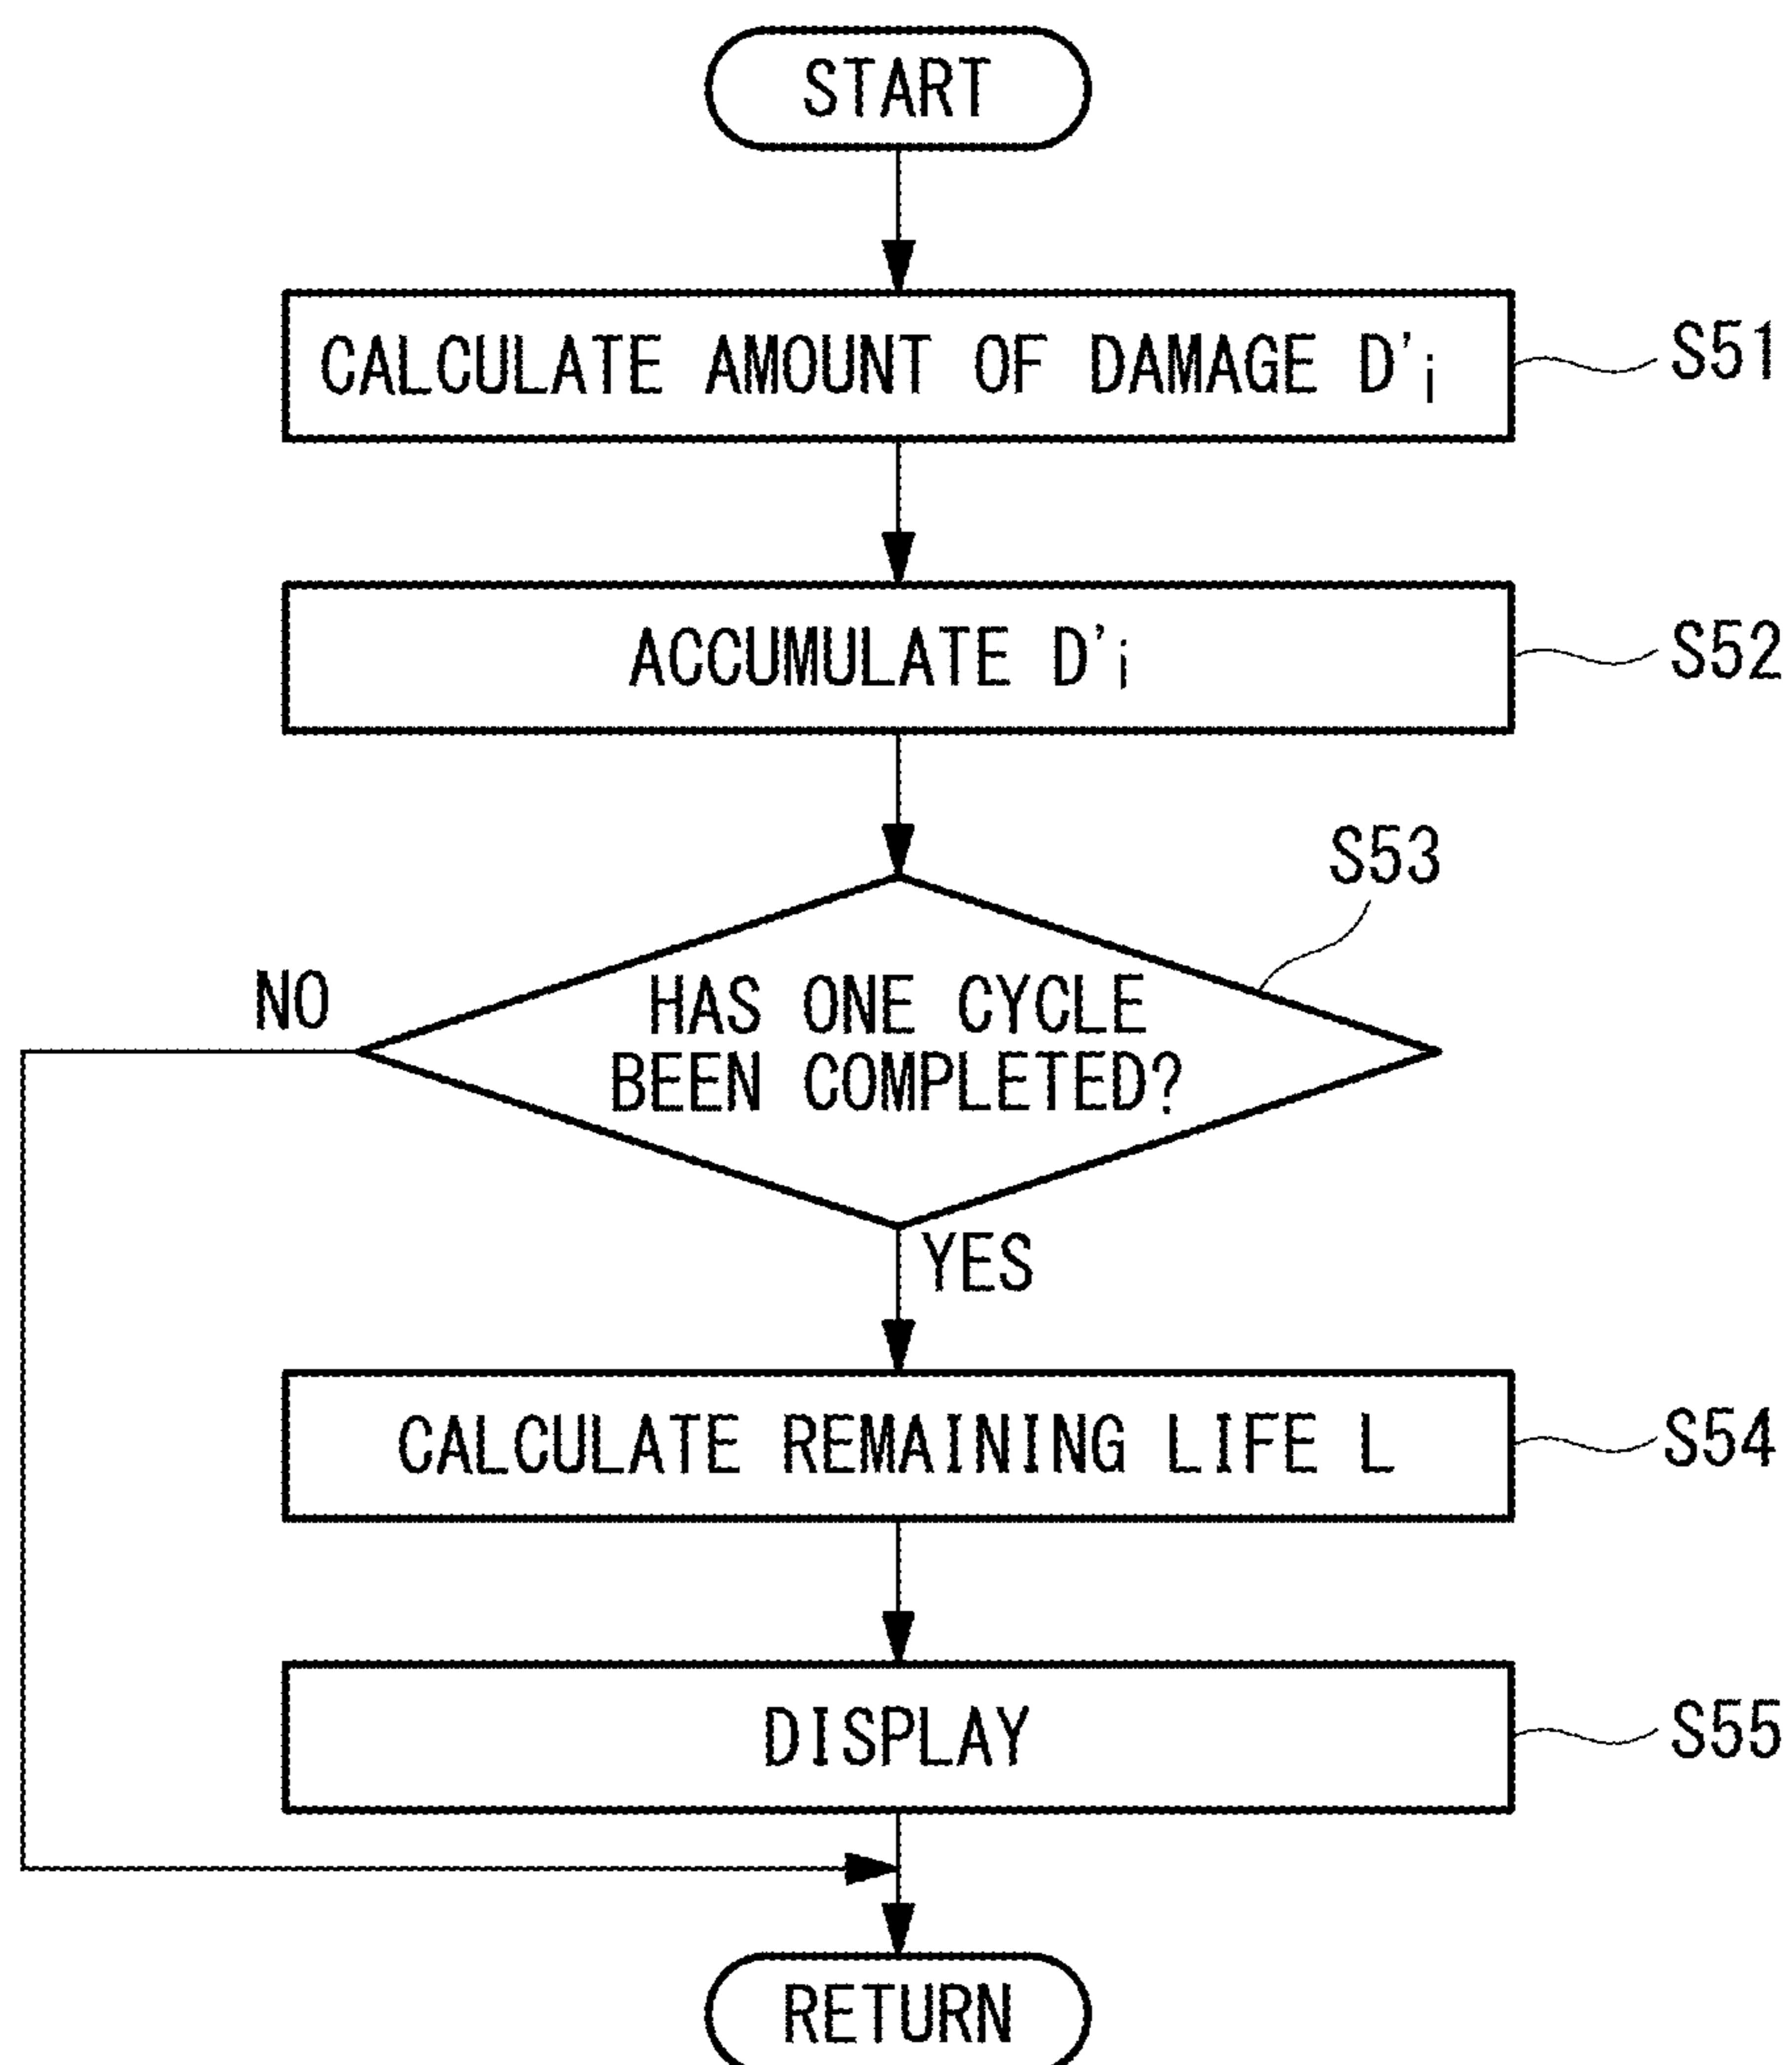 START
CALCULATE AMOUNT OF DAMAGE D'i
S51
ACCUMULATE D'i
S52
S53
NO
HAS ONE CYCLE
BEEN COMPLETED?
YES
CALCULATE REMAINING LIFE L
S54
DISPLAY
S55
RETURN